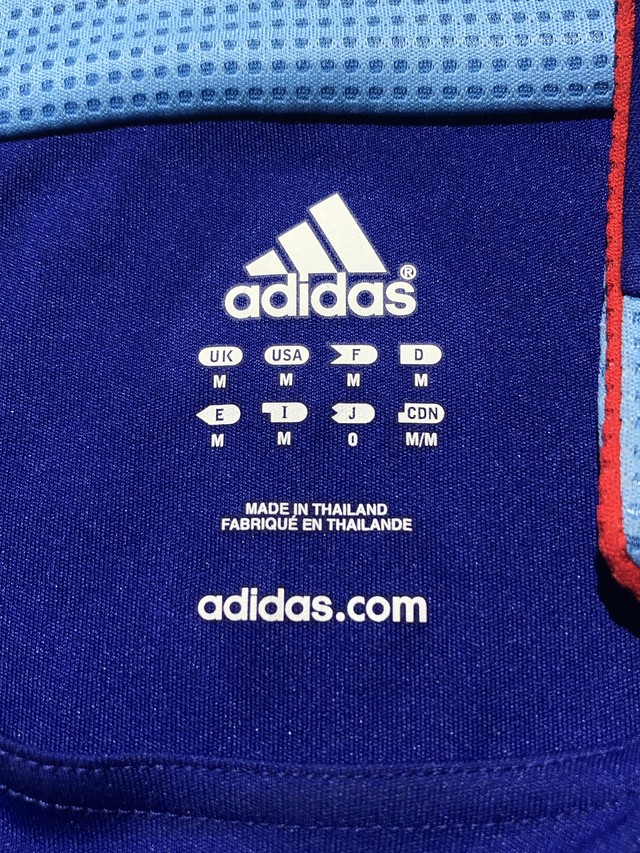 adidas®
UK USA F D
M M M M
E I J CDN
M M O M/M
MADE IN THAILAND
FABRIQUÉ EN THAILANDE
adidas.com